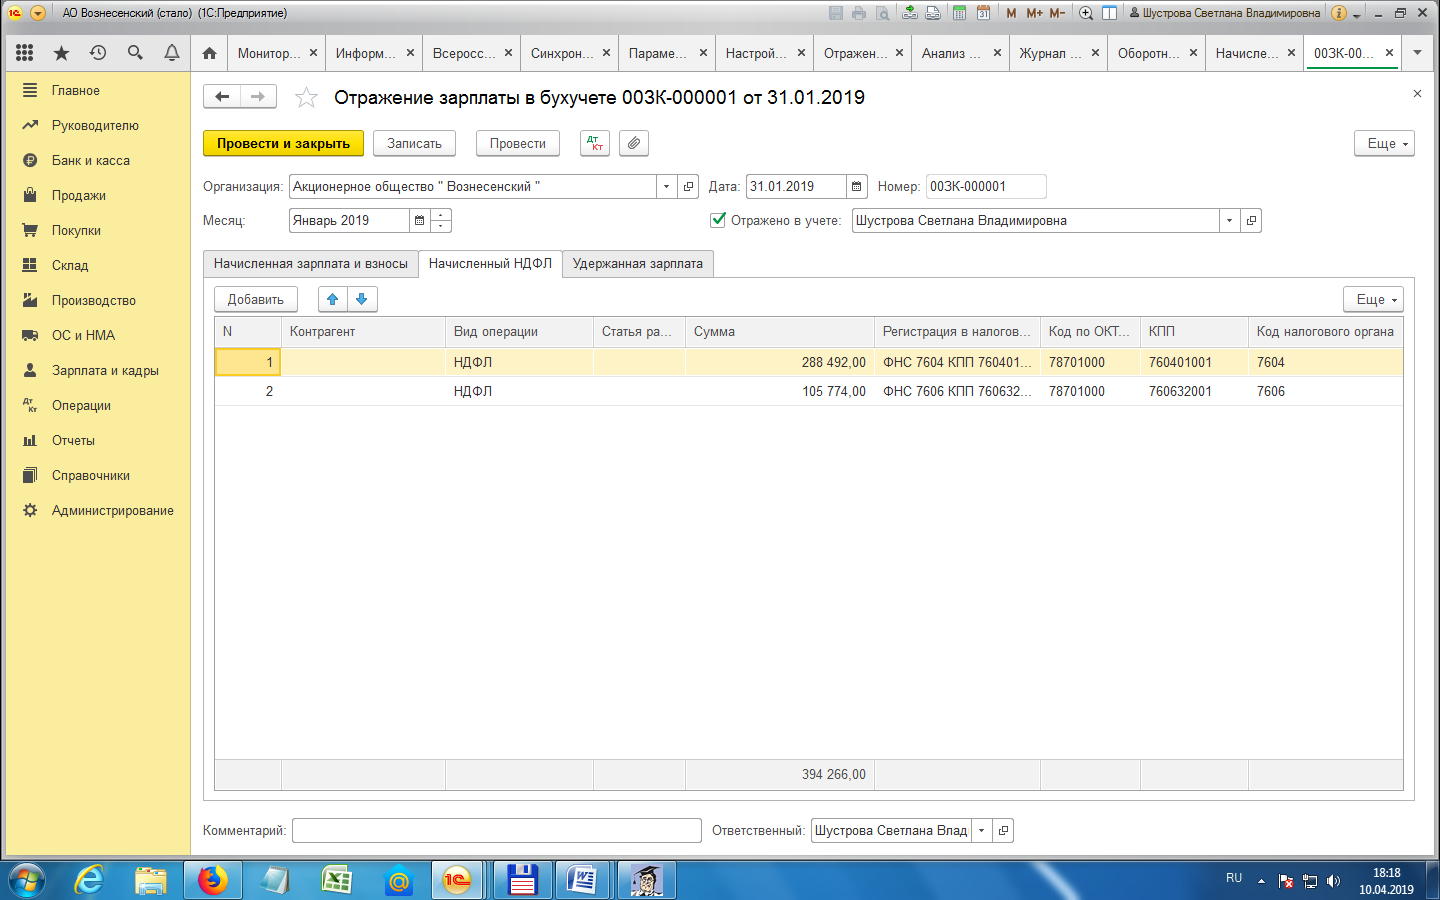 АО Вознесенский (стало) (1С:Предприятие)
M M+ M-
Шустрова Светлана Владимировна
Монитор...
Информ...
Всеросс...
Синхрон...
Параме...
Настрой...
Отражен...
Анализ ...
Журнал ...
Оборотн...
Начисле...
00ЗК-00...
Главное
Руководителю
Банк и касса
Продажи
Покупки
Склад
Производство
ОС и НМА
Зарплата и кадры
Операции
Отчеты
Справочники
Администрирование
Отражение зарплаты в бухучете 00ЗК-000001 от 31.01.2019
Провести и закрыть
Записать
Провести
Дт Кт
Еще
Организация: Акционерное общество " Вознесенский "
Дата: 31.01.2019
Номер: 00ЗК-000001
Месяц: Январь 2019
Отражено в учете: Шустрова Светлана Владимировна
Начисленная зарплата и взносы
Начисленный НДФЛ
Удержанная зарплата
Добавить
Еще
N Контрагент Вид операции Статья ра... Сумма Регистрация в налогов... Код по ОКТ... КПП Код налогового органа
1 НДФЛ 288 492,00 ФНС 7604 КПП 760401... 78701000 760401001 7604
2 НДФЛ 105 774,00 ФНС 7606 КПП 760632... 78701000 760632001 7606
394 266,00
Комментарий:
Ответственный: Шустрова Светлана Влад
RU
18:18
10.04.2019